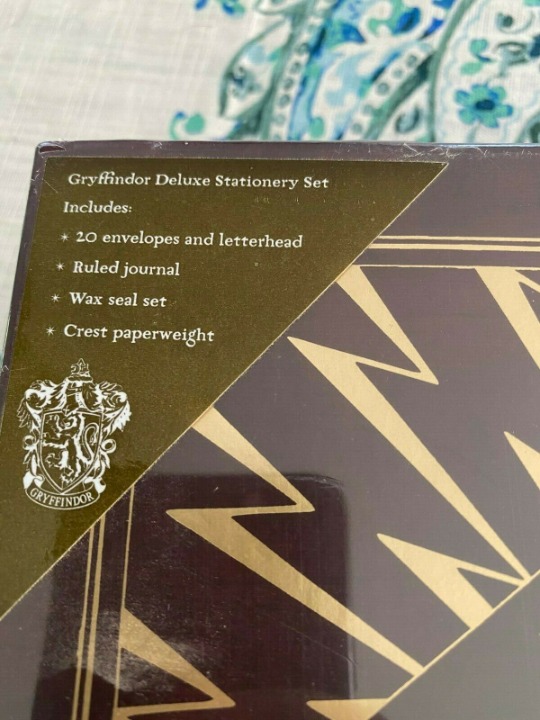 Gryffindor Deluxe Stationery Set
Includes:
* 20 envelopes and letterhead
* Ruled journal
* Wax seal set
* Crest paperweight
GRYFFINDOR